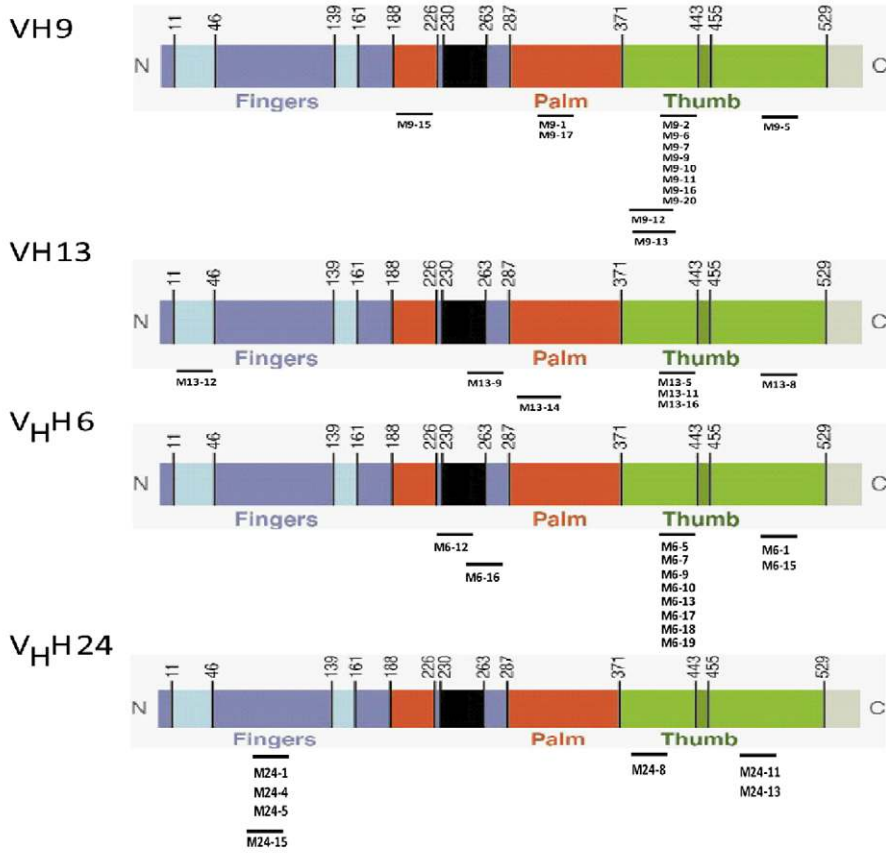 VH9
11 46 139 161 188 226 230 263 287 371 443 455 529
N C
Fingers Palm Thumb
M9-15 M9-1 M9-2 M9-5
M9-17 M9-6
M9-7
M9-9
M9-10
M9-11
M9-16
M9-20
M9-12
M9-13
VH13
11 46 139 161 188 226 230 263 287 371 443 455 529
N C
Fingers Palm Thumb
M13-12 M13-9 M13-5 M13-8
M13-11
M13-14 M13-16
VHH6
11 46 139 161 188 226 230 263 287 371 443 455 529
N C
Fingers Palm Thumb
M6-12 M6-5 M6-1
M6-7 M6-15
M6-16 M6-9
M6-10
M6-13
M6-17
M6-18
M6-19
VHH24
11 46 139 161 188 226 230 263 287 371 443 455 529
N C
Fingers Palm Thumb
M24-1 M24-8 M24-11
M24-4 M24-13
M24-5
M24-15